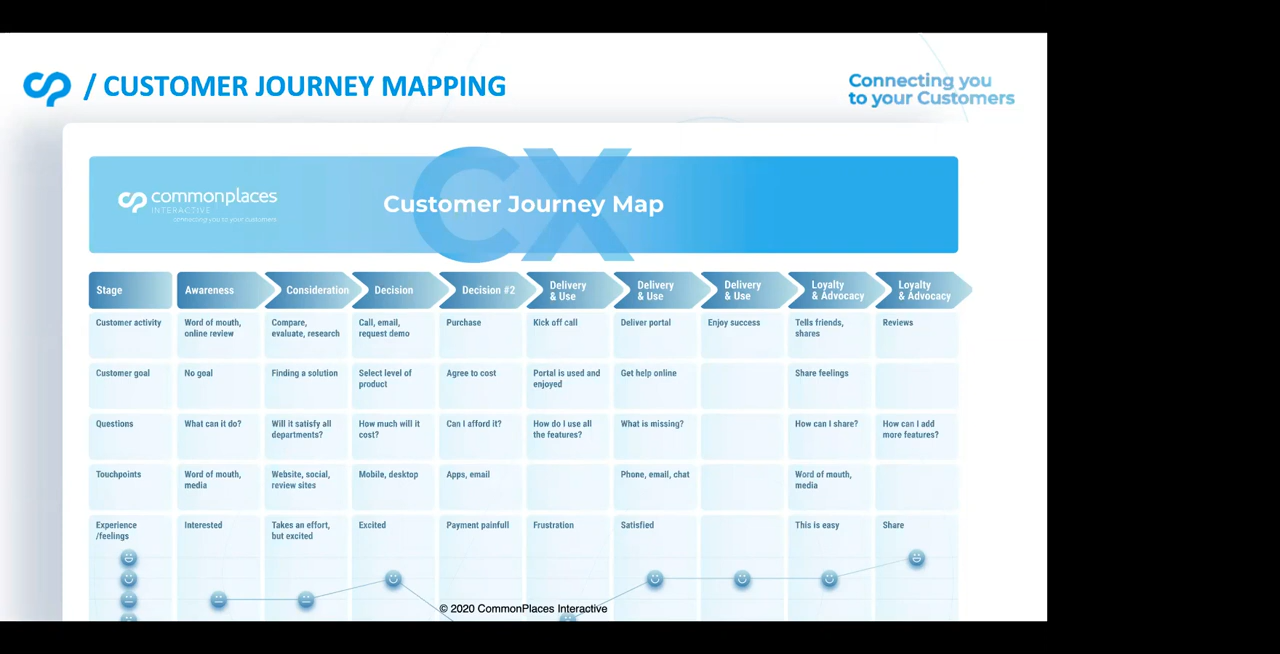 / CUSTOMER JOURNEY MAPPING
Connecting you
to your Customers
commonplaces
INTERACTIVE
connecting you to your customers
CX
Customer Journey Map
Stage
Awareness
Consideration
Decision
Decision #2
Delivery
& Use
Delivery
& Use
Delivery
& Use
Loyalty
& Advocacy
Loyalty
& Advocacy
Customer activity
Word of mouth,
online review
Compare,
evaluate, research
Call, email,
request demo
Purchase
Kick off call
Deliver portal
Enjoy success
Tells friends,
shares
Reviews
Customer goal
No goal
Finding a solution
Select level of
product
Agree to cost
Portal is used and
enjoyed
Get help online
Share feelings
Questions
What can it do?
Will it satisfy all
departments?
How much will it
cost?
Can I afford it?
How do I use all
the features?
What is missing?
How can I share?
How can I add
more features?
Touchpoints
Word of mouth,
media
Website, social,
review sites
Mobile, desktop
Apps, email
Phone, email, chat
Word of mouth,
media
Experience
/feelings
Interested
Takes an effort,
but excited
Excited
Payment painfull
Frustration
Satisfied
This is easy
Share
© 2020 CommonPlaces Interactive